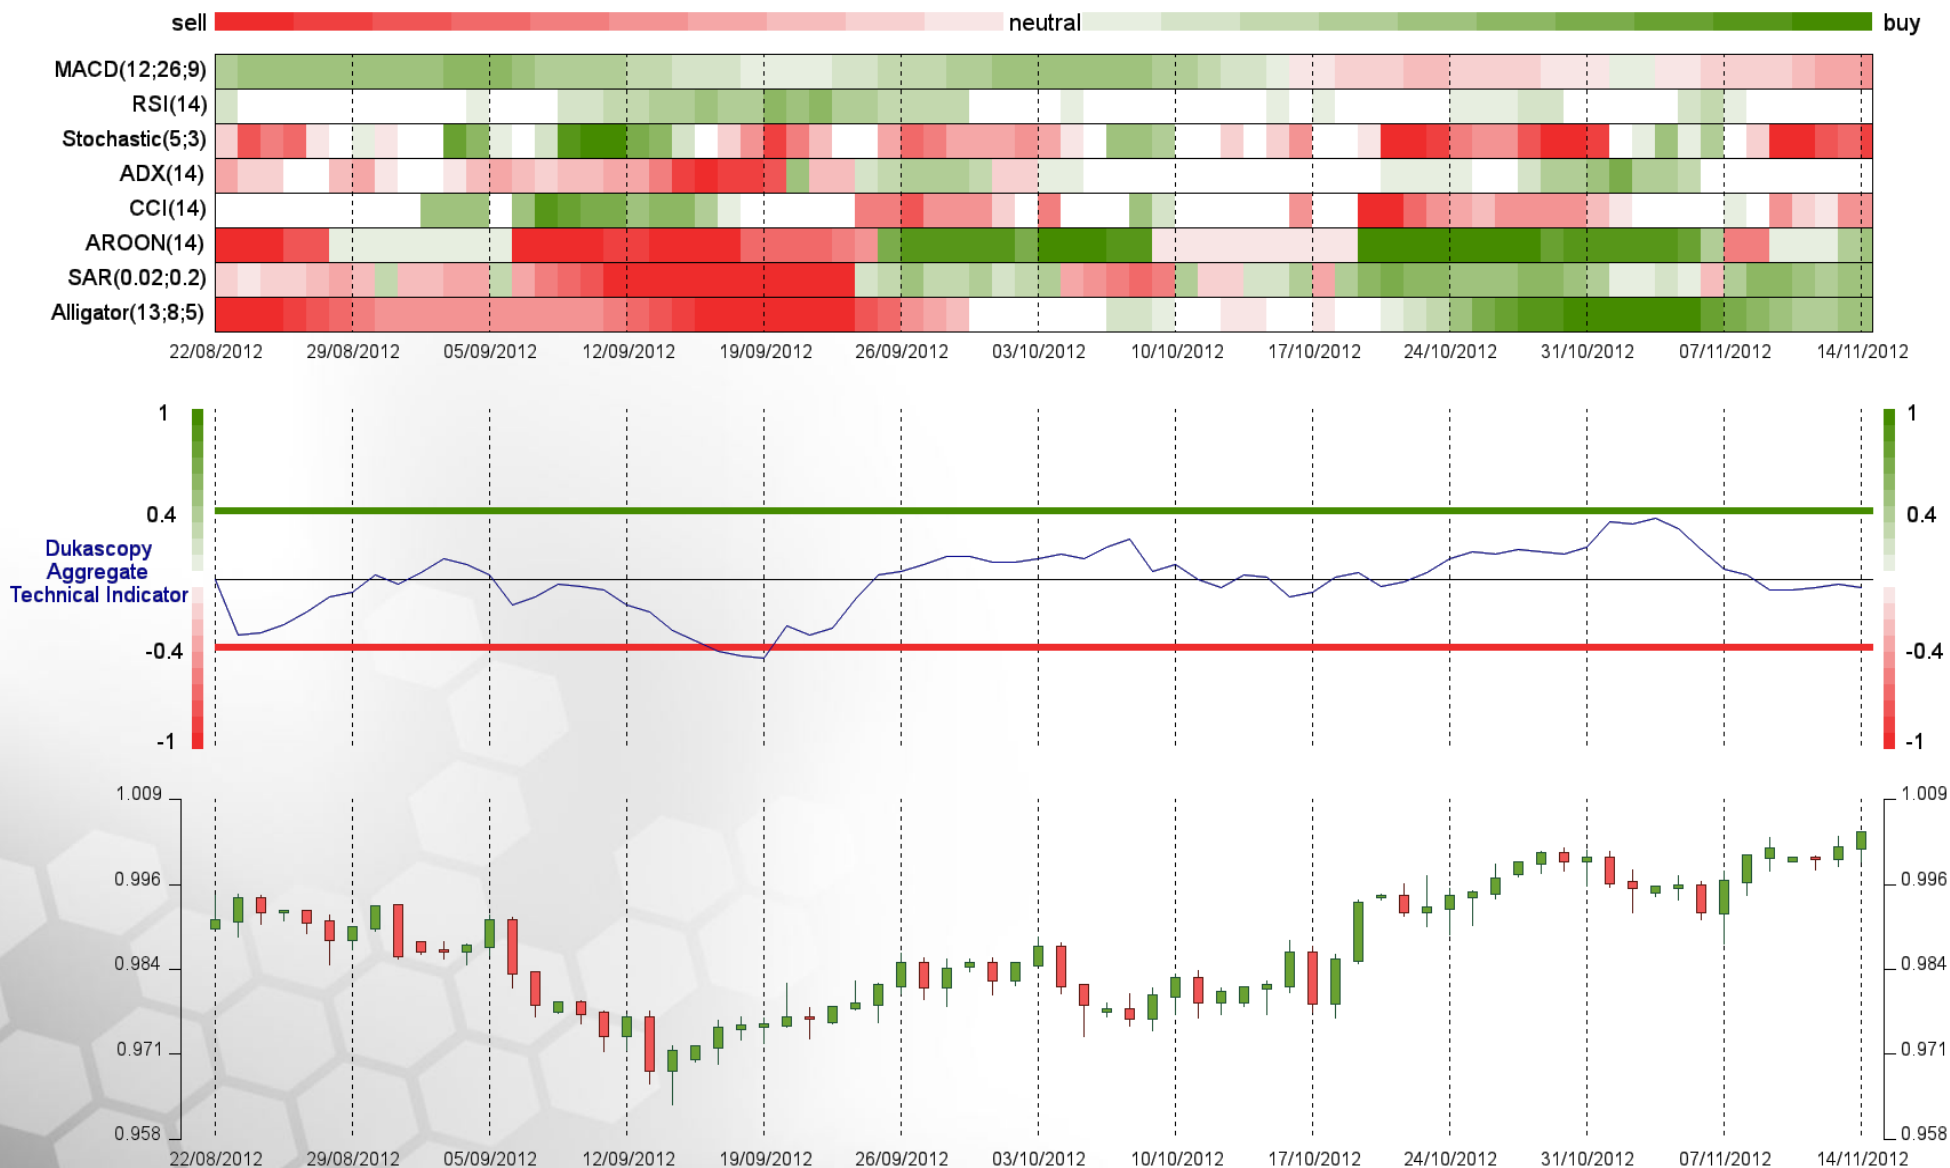 sell neutral buy
MACD(12;26;9)
RSI(14)
Stochastic(5;3)
ADX(14)
CCI(14)
AROON(14)
SAR(0.02;0.2)
Alligator(13;8;5)
22/08/2012 29/08/2012 05/09/2012 12/09/2012 19/09/2012 26/09/2012 03/10/2012 10/10/2012 17/10/2012 24/10/2012 31/10/2012 07/11/2012 14/11/2012
1 1
0.4 0.4
Dukascopy
Aggregate
Technical Indicator
-0.4 -0.4
-1 -1
1.009 1.009
0.996 0.996
0.984 0.984
0.971 0.971
0.958 0.958
22/08/2012 29/08/2012 05/09/2012 12/09/2012 19/09/2012 26/09/2012 03/10/2012 10/10/2012 17/10/2012 24/10/2012 31/10/2012 07/11/2012 14/11/2012